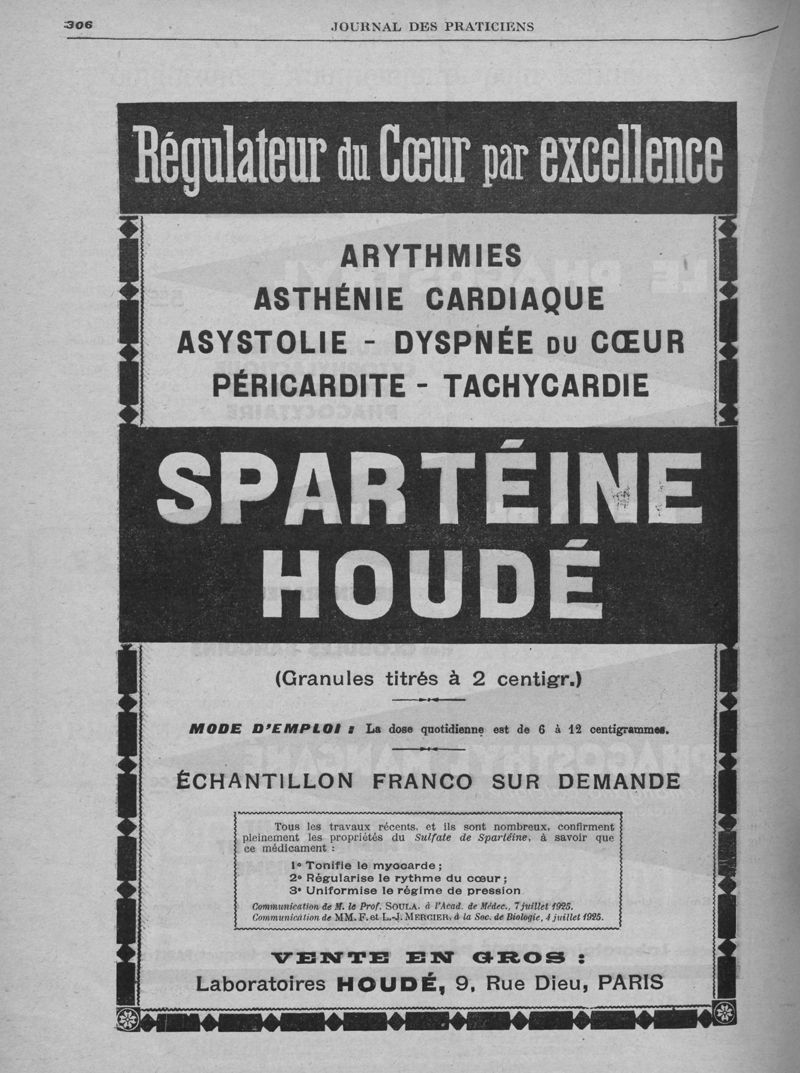 306
JOURNAL DES PRATICIENS
Régulateur du Cœur par excellence
ARYTHMIES
ASTHÉNIE CARDIAQUE
ASYSTOLIE - DYSPNÉE DU CŒUR
PÉRICARDITE - TACHYCARDIE
SPARTÉINE
HOUDÉ
(Granules titrés à 2 centigr.)
MODE D'EMPLOI : La dose quotidienne est de 6 à 12 centigrammes.
ÉCHANTILLON FRANCO SUR DEMANDE
Tous les travaux récents, et ils sont nombreux, confirment
pleinement les propriétés du Sulfate de Spartéine, à savoir que
ce médicament :
1° Tonifie le myocarde ;
2° Régularise le rythme du cœur ;
3° Uniformise le régime de pression
Communication de M. le Prof. SOULA. à l'Acad. de Médec., 7 juillet 1925.
Communication de MM. F. et L.-J. MERCIER, à la Soc. de Biologie, 4 juillet 1925.
VENTE EN GROS :
Laboratoires HOUDÉ, 9, Rue Dieu, PARIS